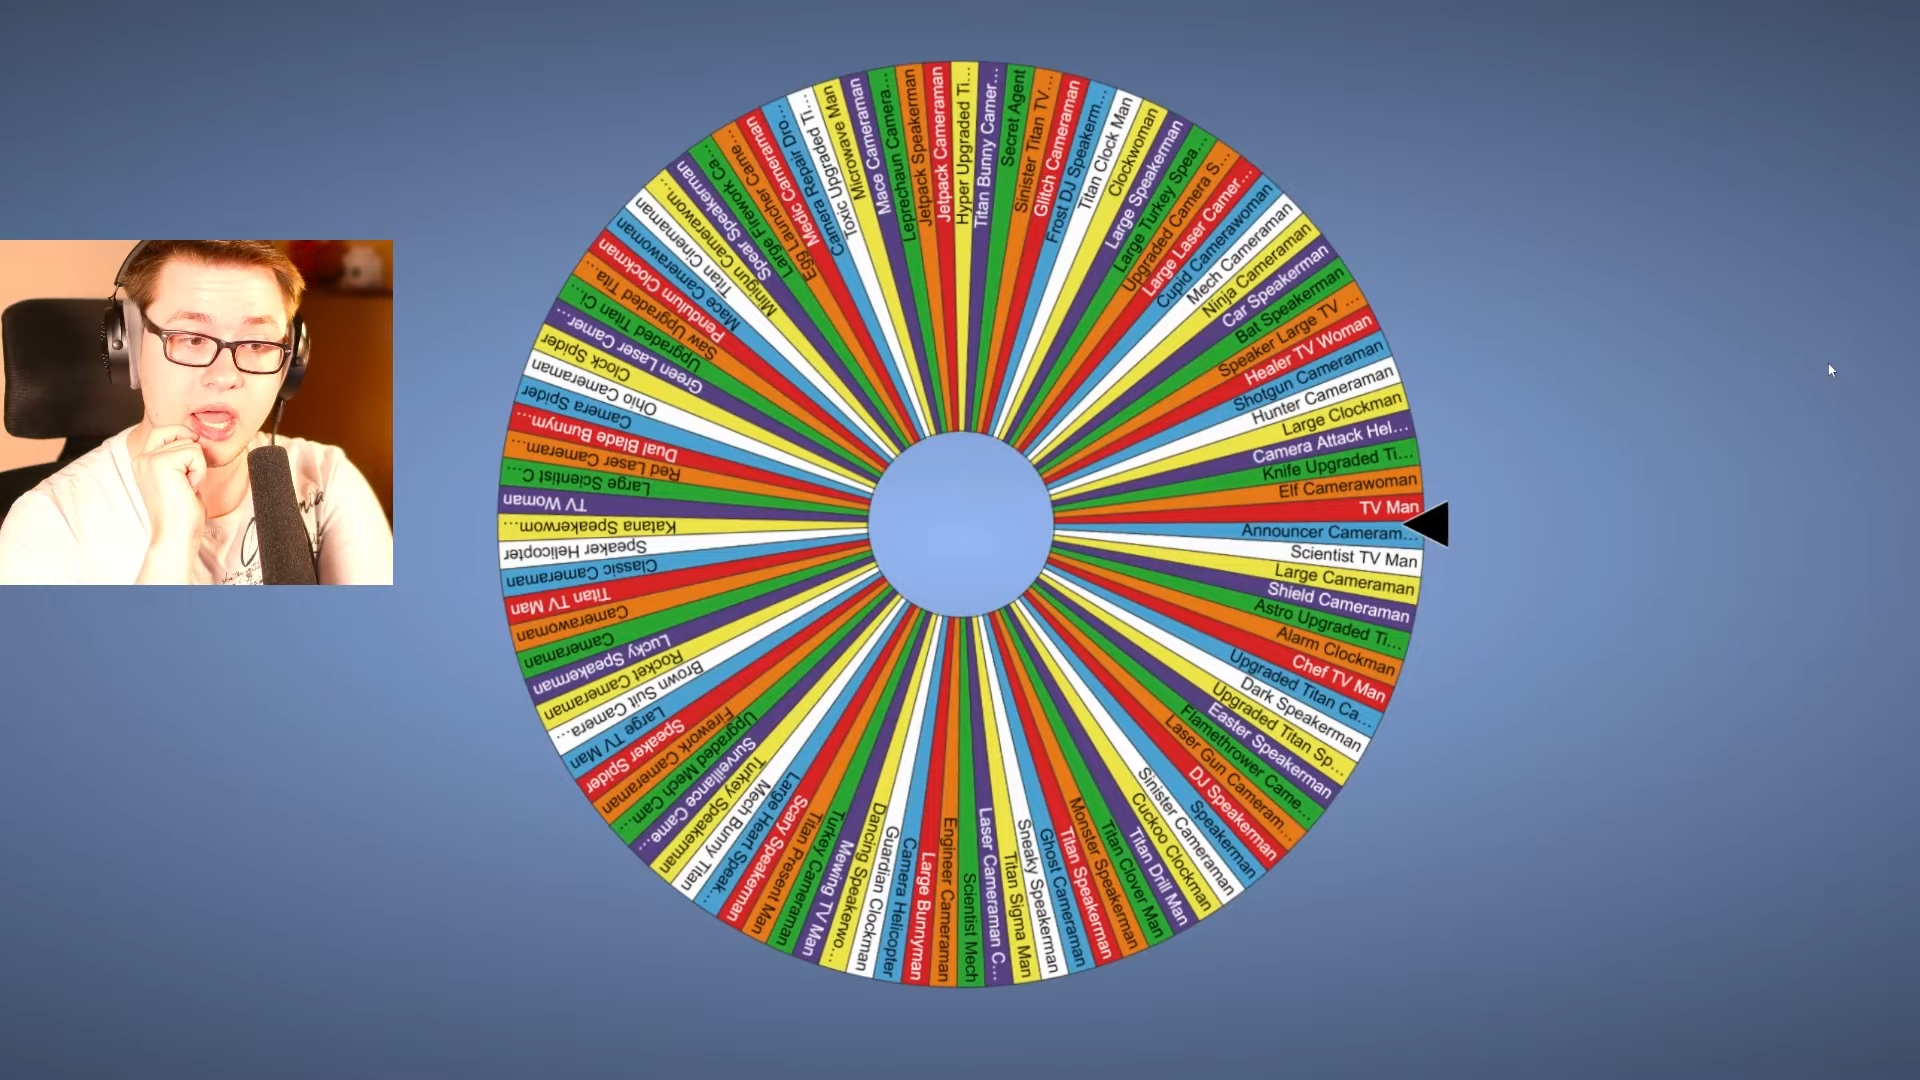 Hyper Upgraded Ti...
Titan Bunny Camer...
Secret Agent
Sinister Titan TV...
Glitch Cameraman
Frost DJ Speakerm...
Titan Clock Man
Clockwoman
Large Speakerman
Large Turkey Spea...
Upgraded Camera S...
Large Laser Camer...
Cupid Camerawoman
Mech Cameraman
Ninja Cameraman
Car Speakerman
Bat Speakerman
Speaker Large TV ...
Healer TV Woman
Shotgun Cameraman
Hunter Cameraman
Large Clockman
Camera Attack Hel...
Knife Upgraded Ti...
Elf Camerawoman
TV Man
Announcer Cameram...
Scientist TV Man
Large Cameraman
Shield Cameraman
Astro Upgraded Ti...
Alarm Clockman
Chef TV Man
Upgraded Titan Ca...
Dark Speakerman
Upgraded Titan Sp...
Easter Speakerman
Flamethrower Came...
Laser Gun Cameram...
DJ Speakerman
Speakerman
Sinister Cameraman
Cuckoo Clockman
Titan Drill Man
Titan Clover Man
Monster Speakerman
Titan Speakerman
Ghost Cameraman
Sneaky Speakerman
Titan Sigma Man
Laser Cameraman C...
Scientist Mech
Engineer Cameraman
Large Bunnyman
Camera Helicopter
Guardian Clockman
Dancing Speakerwo...
Mewing TV Man
Turkey Cameraman
Titan Present Man
Scary Speakerman
Large Heart Speak...
Mech Bunny Titan
Turkey Speakerman
Surveillance Came...
Upgraded Mech Cam...
Firework Cameraman
Speaker Spider
Large TV Man
Brown Suit Camera...
Rocket Cameraman
Lucky Speakerman
Cameraman
Camerawoman
Titan TV Man
Classic Cameraman
Speaker Helicopter
Katana Speakerwom...
TV Woman
Large Scientist C...
Red Laser Cameram...
Dual Blade Bunnym...
Camera Spider
Ohio Cameraman
Clock Spider
Green Laser Camer...
Upgraded Titan Ci...
Saw Upgraded Tita...
Pendulum Clockman
Mace Camerawoman
Titan Cinemaman
Minigun Camerawom...
Spear Speakerman
Large Firework Ca...
Egg Launcher Came...
Medic Cameraman
Camera Repair Dro...
Toxic Upgraded Ti...
Microwave Man
Mace Cameraman
Leprechaun Camera...
Jetpack Speakerman
Jetpack Cameraman